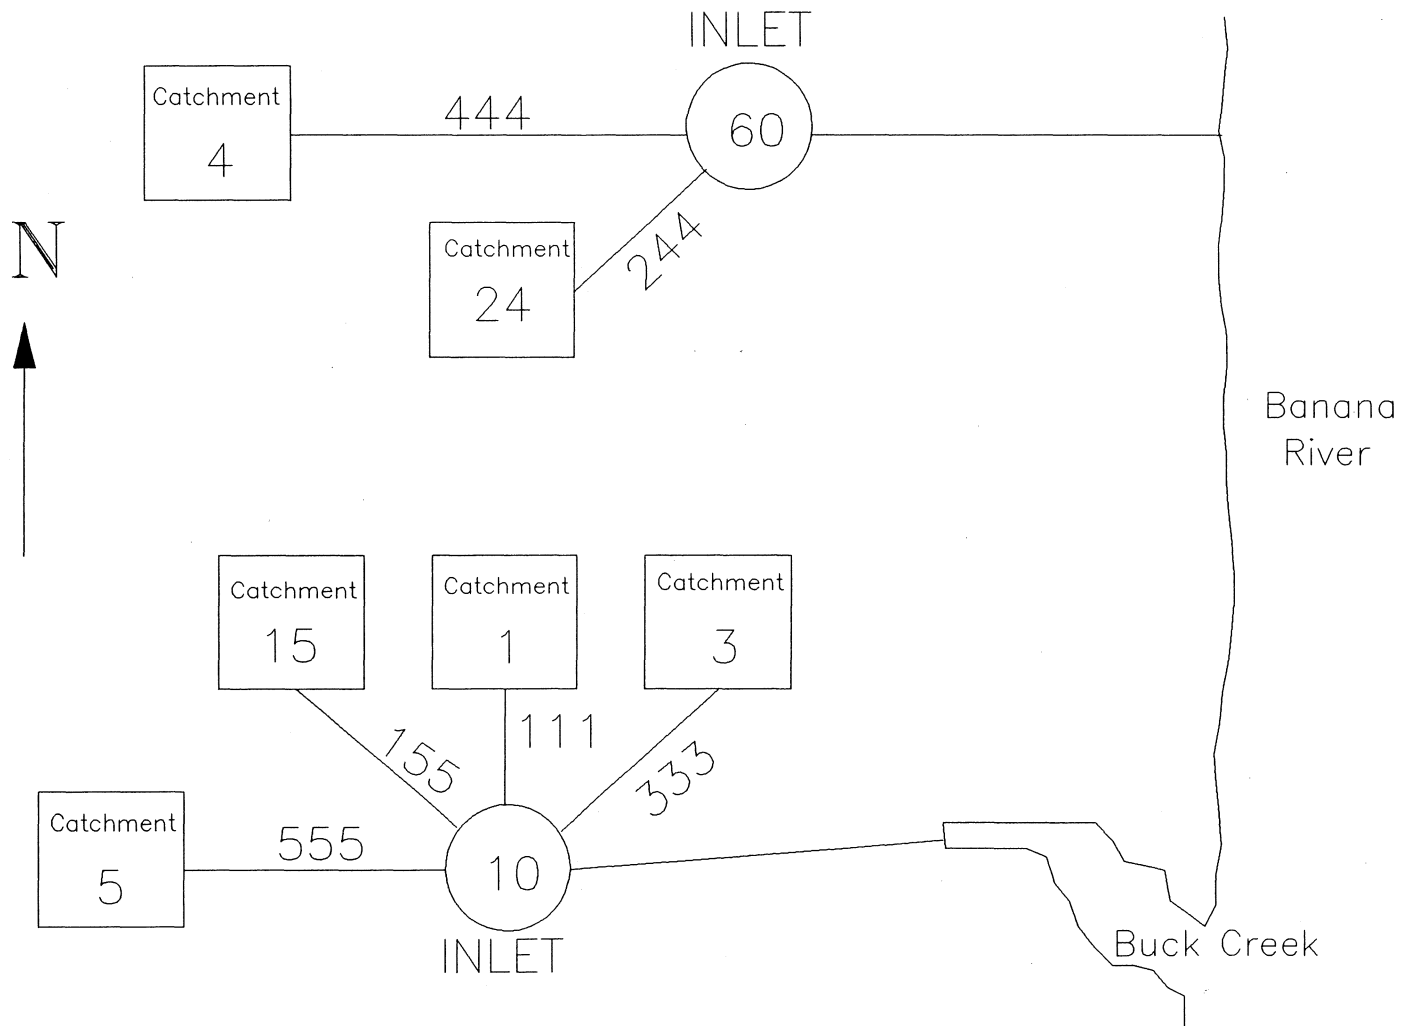 INLET
Catchment
4
444
60
N
Catchment
24
244
Banana
River
Catchment
15
Catchment
1
Catchment
3
155
111
333
Catchment
5
555
10
INLET
Buck Creek